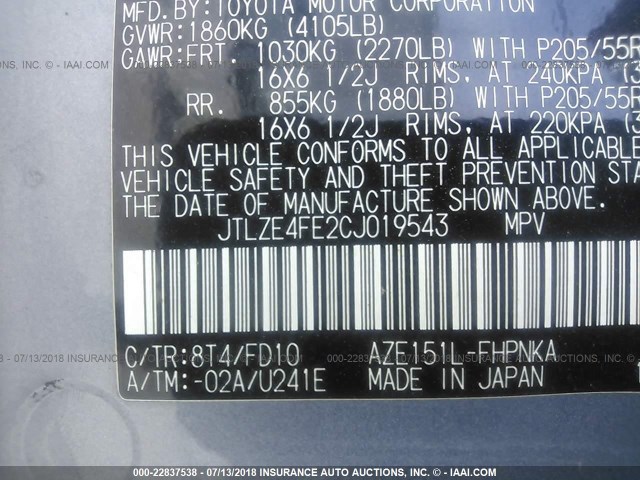 MFD. BY: TOYOTA MOTOR CORPORATION
GVWR: 1860KG (4105LB)
GAWR: FRT. 1030KG (2270LB) WITH P205/55R
16X6 1/2J RIMS, AT 240KPA (3
RR. 855KG (1880LB) WITH P205/55R
16X6 1/2J RIMS, AT 220KPA (3
THIS VEHICLE CONFORMS TO ALL APPLICABLE
VEHICLE SAFETY AND THEFT PREVENTION STA
THE DATE OF MANUFACTURE SHOWN ABOVE.
JTLZE4FE2CJ019543 MPV
C/TR: 8T4/FD10 AZE151L-FHPNKA
A/TM: -02A/U241E MADE IN JAPAN
000-22837538 - 07/13/2018 - INSURANCE AUTO AUCTIONS - IAAI.COM